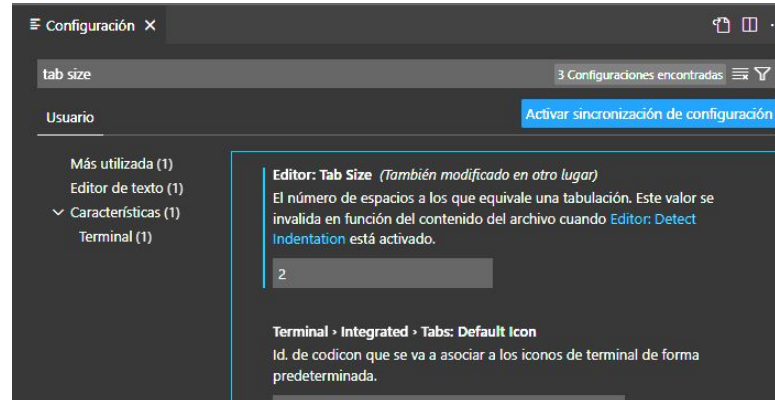 Configuración
tab size
3 Configuraciones encontradas
Usuario
Activar sincronización de configuración
Más utilizada (1)
Editor de texto (1)
Características (1)
Terminal (1)
Editor: Tab Size (También modificado en otro lugar)
El número de espacios a los que equivale una tabulación. Este valor se
invalida en función del contenido del archivo cuando Editor: Detect
Indentation está activado.
2
Terminal › Integrated › Tabs: Default Icon
Id. de codicon que se va a asociar a los iconos de terminal de forma
predeterminada.